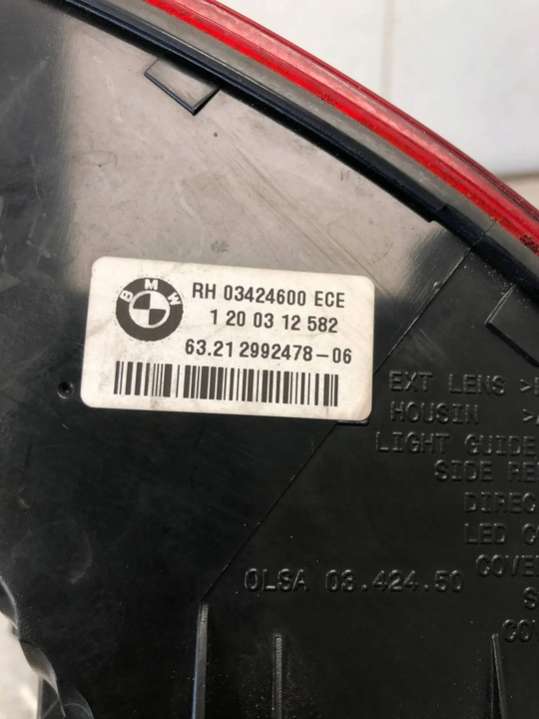 BMW
RH 03424600 ECE
1 20 03 12 582
63.21 2992478-06
EXT LENS >
HOUSIN >
LIGHT GUIDE
SIDE RE
DIREC
LED C
COVE
OLSA 03.424.50
S
COV